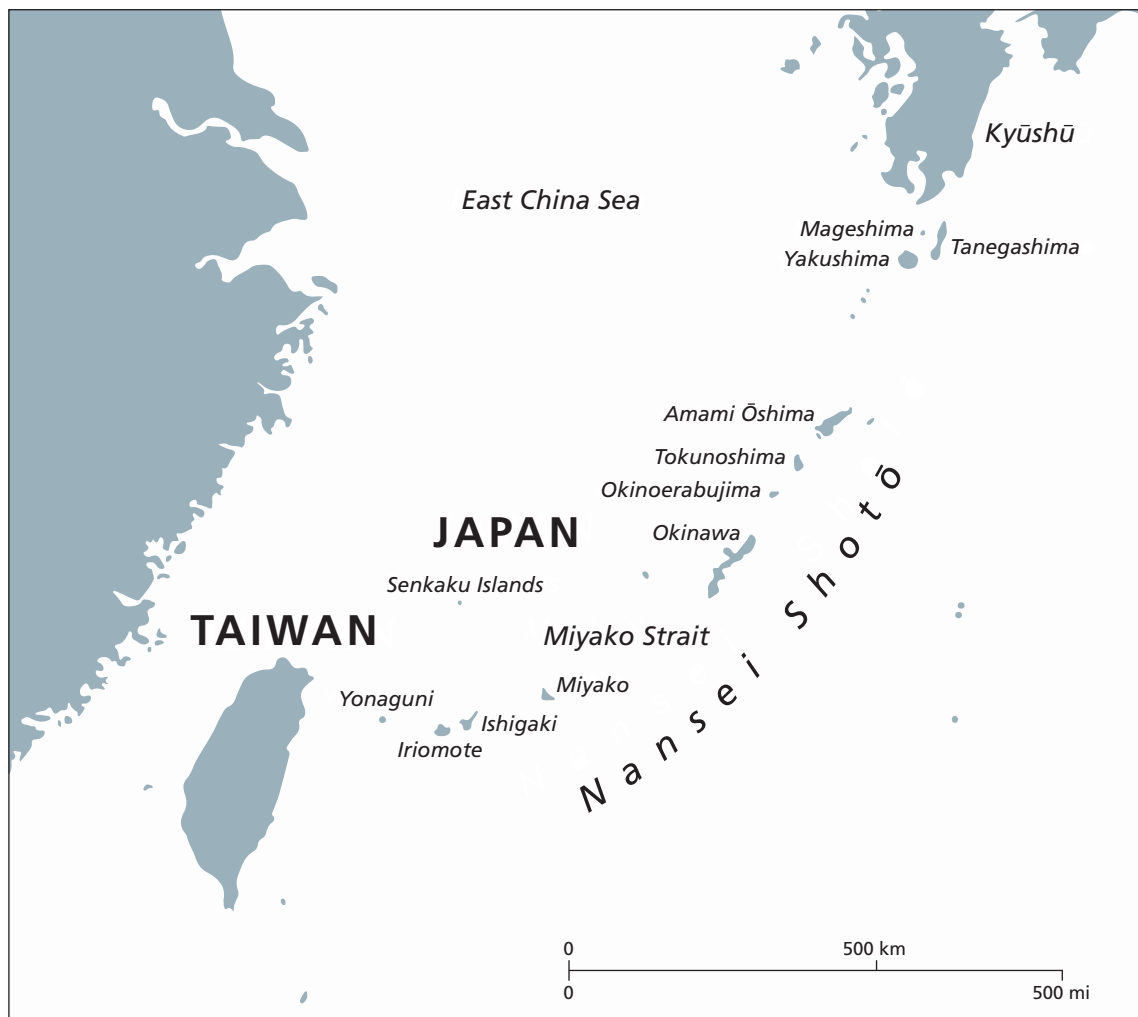 Kyūshū
East China Sea
Mageshima
Tanegashima
Yakushima
Amami Ōshima
Tokunoshima
Okinoerabujima
Okinawa
JAPAN
Senkaku Islands
TAIWAN
Miyako Strait
Miyako
Yonaguni
Ishigaki
Iriomote
Nansei Shotō
0 500 km
0 500 mi